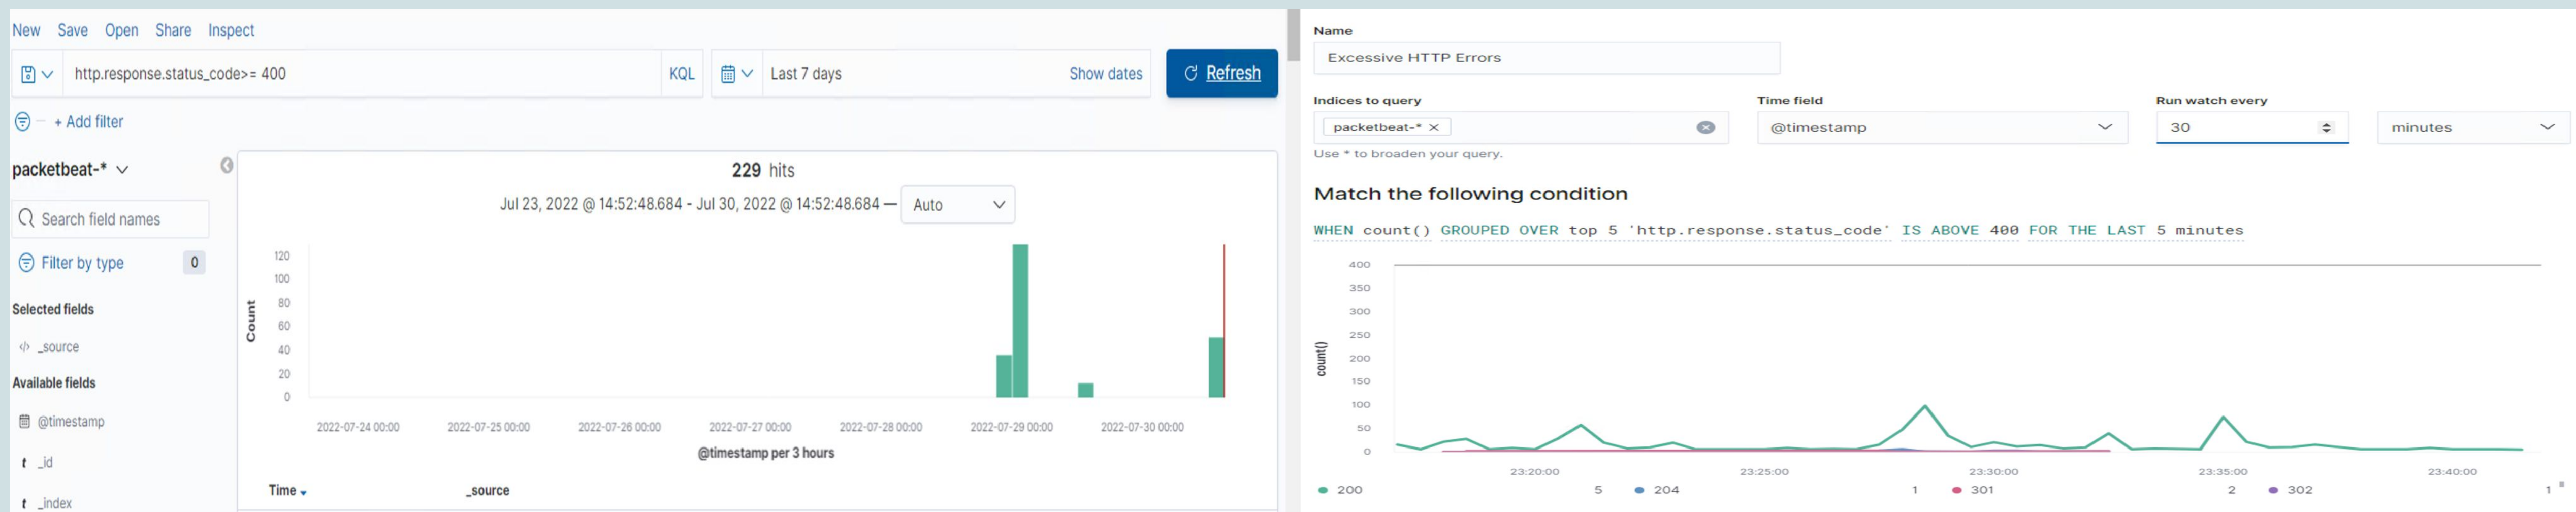 New Save Open Share Inspect
http.response.status_code>= 400 KQL Last 7 days Show dates Refresh
+ Add filter
packetbeat-*
Search field names
Filter by type 0
Selected fields
_source
Available fields
@timestamp
t _id
t _index
229 hits
Jul 23, 2022 @ 14:52:48.684 - Jul 30, 2022 @ 14:52:48.684 — Auto
Count
120
100
80
60
40
20
0
2022-07-24 00:00 2022-07-25 00:00 2022-07-26 00:00 2022-07-27 00:00 2022-07-28 00:00 2022-07-29 00:00 2022-07-30 00:00
@timestamp per 3 hours
Time _source
Name
Excessive HTTP Errors
Indices to query Time field Run watch every
packetbeat-* × @timestamp 30 minutes
Use * to broaden your query.
Match the following condition
WHEN count() GROUPED OVER top 5 'http.response.status_code' IS ABOVE 400 FOR THE LAST 5 minutes
count()
400
350
300
250
200
150
100
50
0
23:20:00 23:25:00 23:30:00 23:35:00 23:40:00
200 5 204 1 301 2 302 1